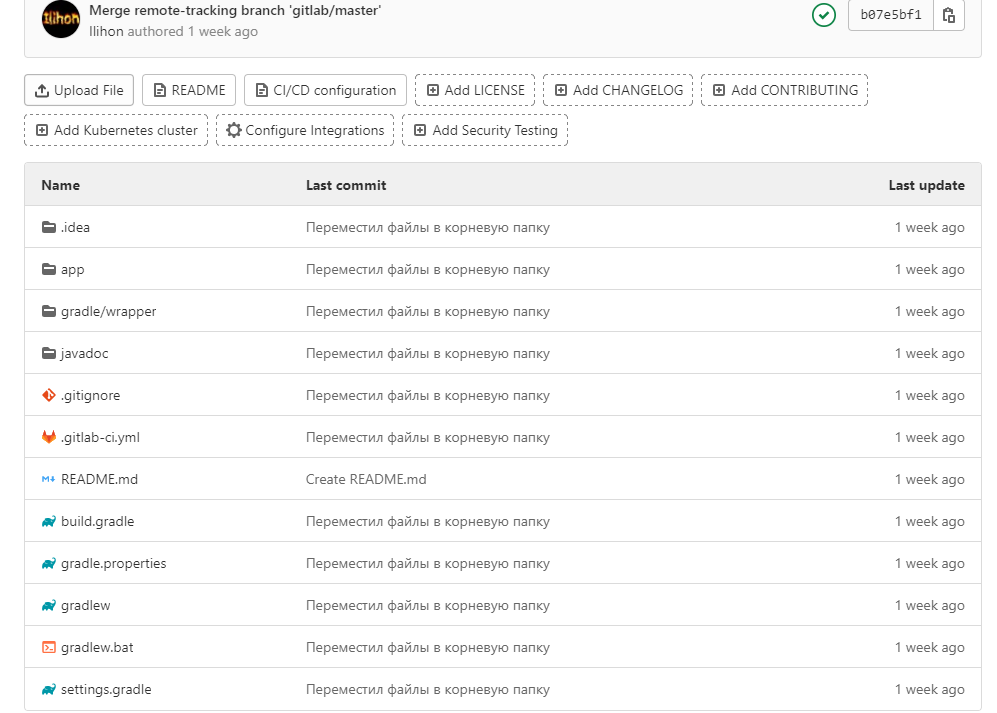 Ilihon
Merge remote-tracking branch 'gitlab/master'
Ilihon authored 1 week ago
b07e5bf1
Upload File README CI/CD configuration Add LICENSE Add CHANGELOG Add CONTRIBUTING
Add Kubernetes cluster Configure Integrations Add Security Testing
Name Last commit Last update
.idea Переместил файлы в корневую папку 1 week ago
app Переместил файлы в корневую папку 1 week ago
gradle/wrapper Переместил файлы в корневую папку 1 week ago
javadoc Переместил файлы в корневую папку 1 week ago
.gitignore Переместил файлы в корневую папку 1 week ago
.gitlab-ci.yml Переместил файлы в корневую папку 1 week ago
README.md Create README.md 1 week ago
build.gradle Переместил файлы в корневую папку 1 week ago
gradle.properties Переместил файлы в корневую папку 1 week ago
gradlew Переместил файлы в корневую папку 1 week ago
gradlew.bat Переместил файлы в корневую папку 1 week ago
settings.gradle Переместил файлы в корневую папку 1 week ago